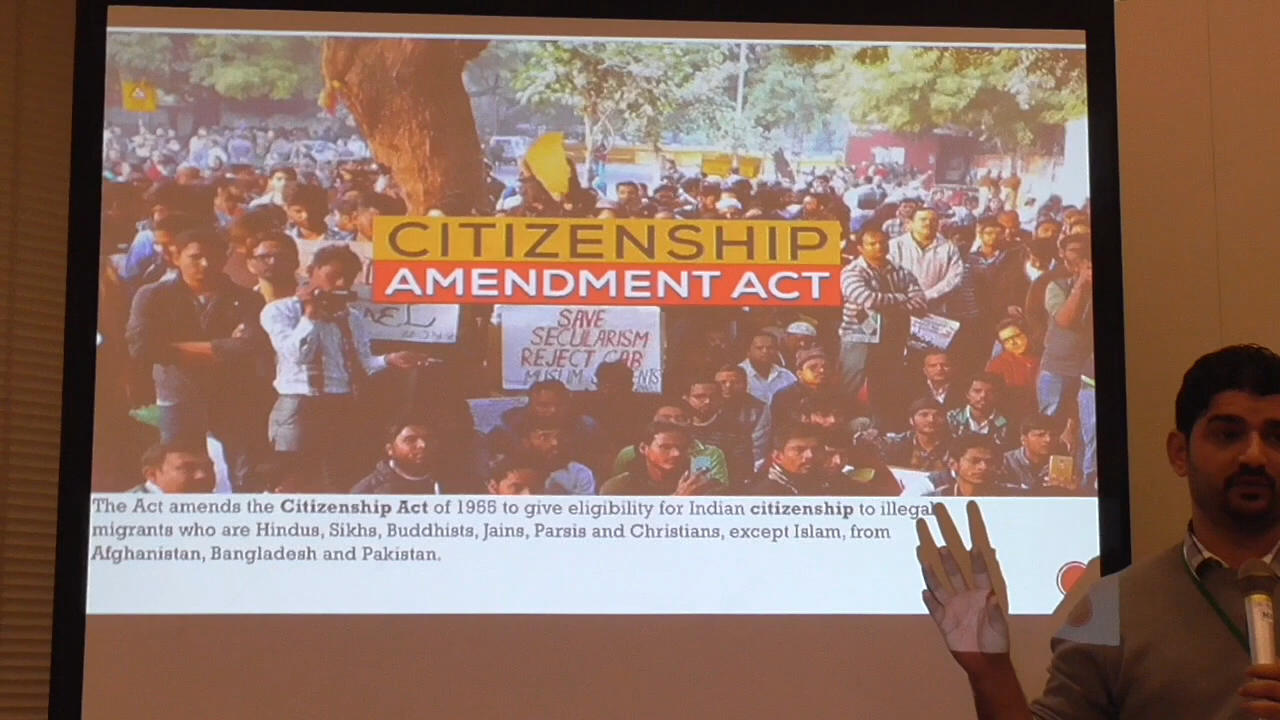 CITIZENSHIP
AMENDMENT ACT
SAVE
SECULARISM
REJECT CAB
MUSLIM
The Act amends the Citizenship Act of 1955 to give eligibility for Indian citizenship to illegal
migrants who are Hindus, Sikhs, Buddhists, Jains, Parsis and Christians, except Islam, from
Afghanistan, Bangladesh and Pakistan.